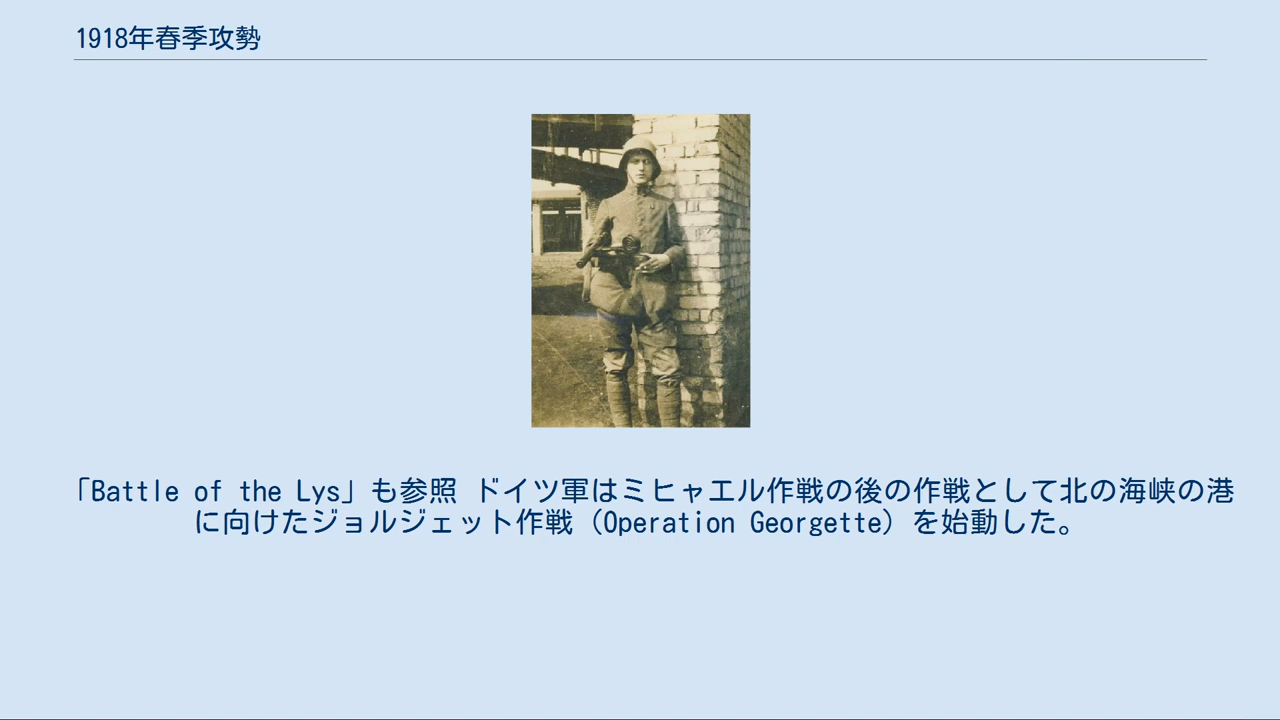 1918年春季攻勢
「Battle of the Lys」も参照 ドイツ軍はミヒャエル作戦の後の作戦として北の海峡の港
に向けたジョルジェット作戦（Operation Georgette）を始動した。